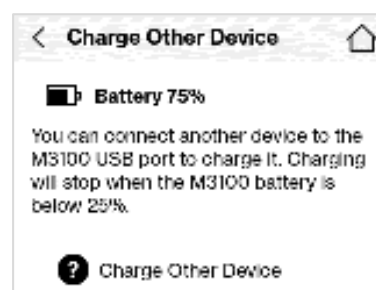 Charge Other Device
Battery 75%
You can connect another device to the
M3100 USB port to charge it. Charging
will stop when the M3100 battery is
below 25%.
Charge Other Device